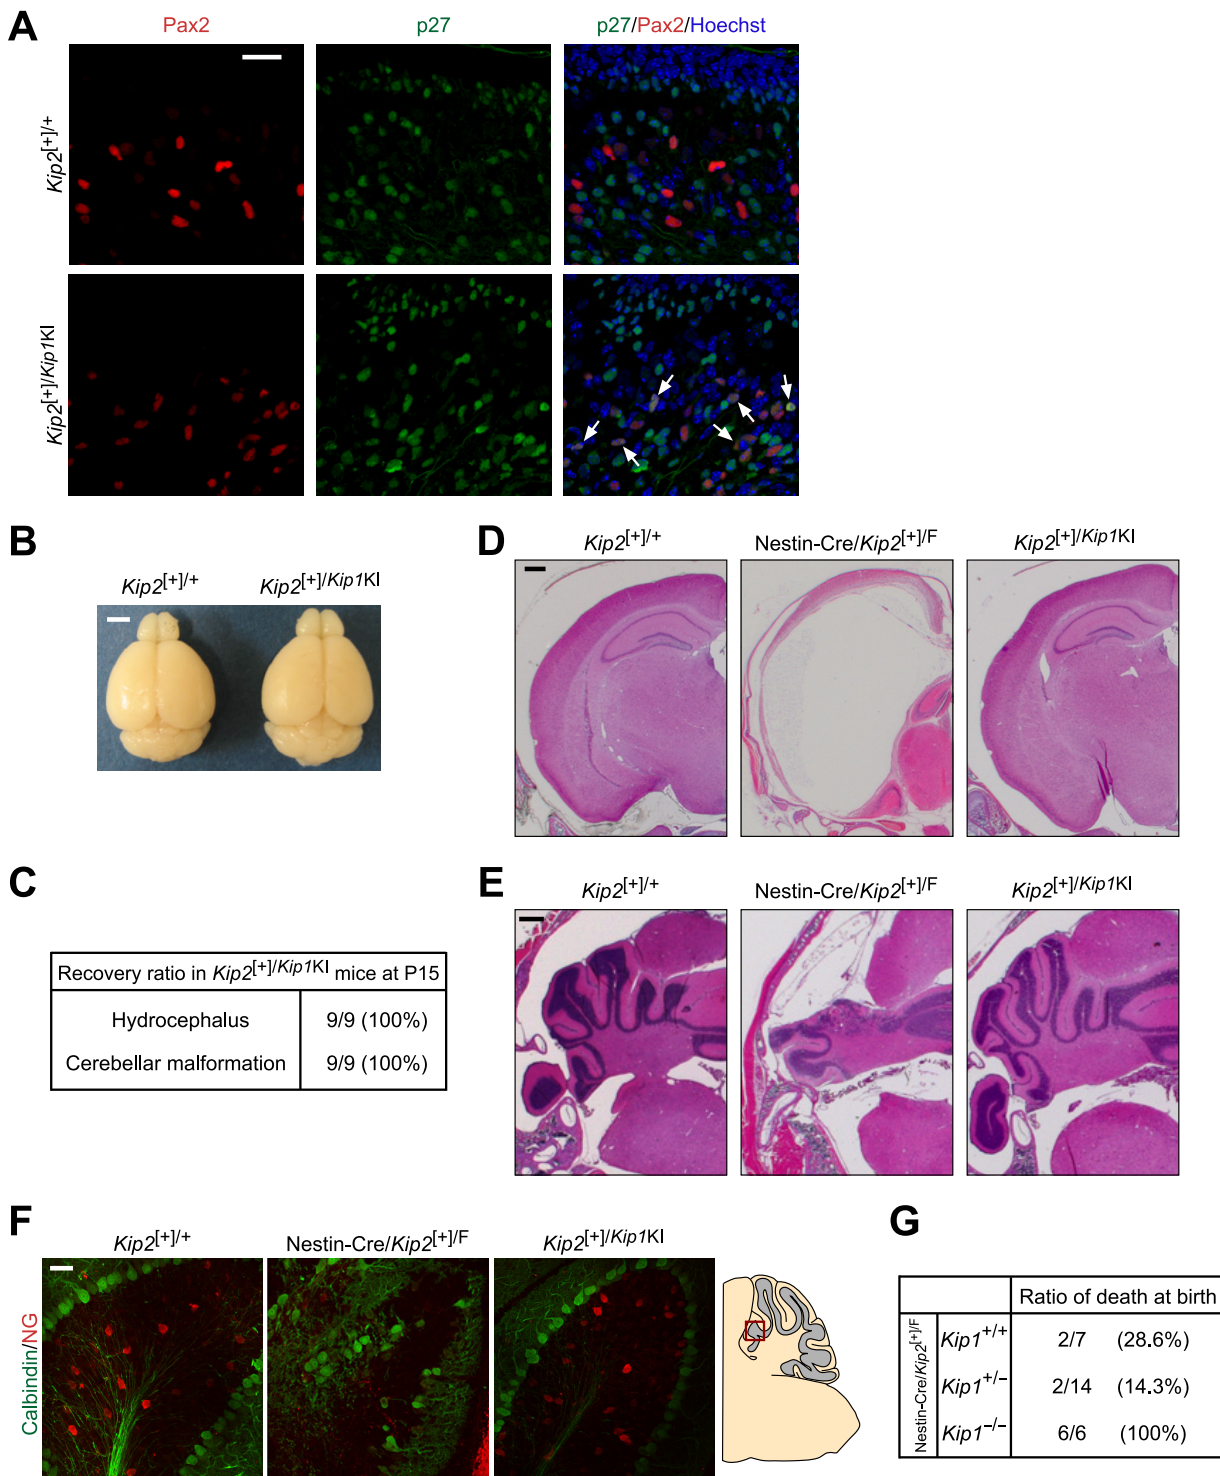 A
Pax2 p27 p27/Pax2/Hoechst
Kip2[+]/+
Kip2[+]/Kip1KI
B
Kip2[+]/+ Kip2[+]/Kip1KI
C
Recovery ratio in Kip2[+]/Kip1KI mice at P15
Hydrocephalus 9/9 (100%)
Cerebellar malformation 9/9 (100%)
D
Kip2[+]/+ Nestin-Cre/Kip2[+]/F Kip2[+]/Kip1KI
E
Kip2[+]/+ Nestin-Cre/Kip2[+]/F Kip2[+]/Kip1KI
F
Kip2[+]/+ Nestin-Cre/Kip2[+]/F Kip2[+]/Kip1KI
Calbindin/NG
G
Ratio of death at birth
Nestin-Cre/Kip2[+]/F
Kip1+/+ 2/7 (28.6%)
Kip1+/− 2/14 (14.3%)
Kip1−/− 6/6 (100%)